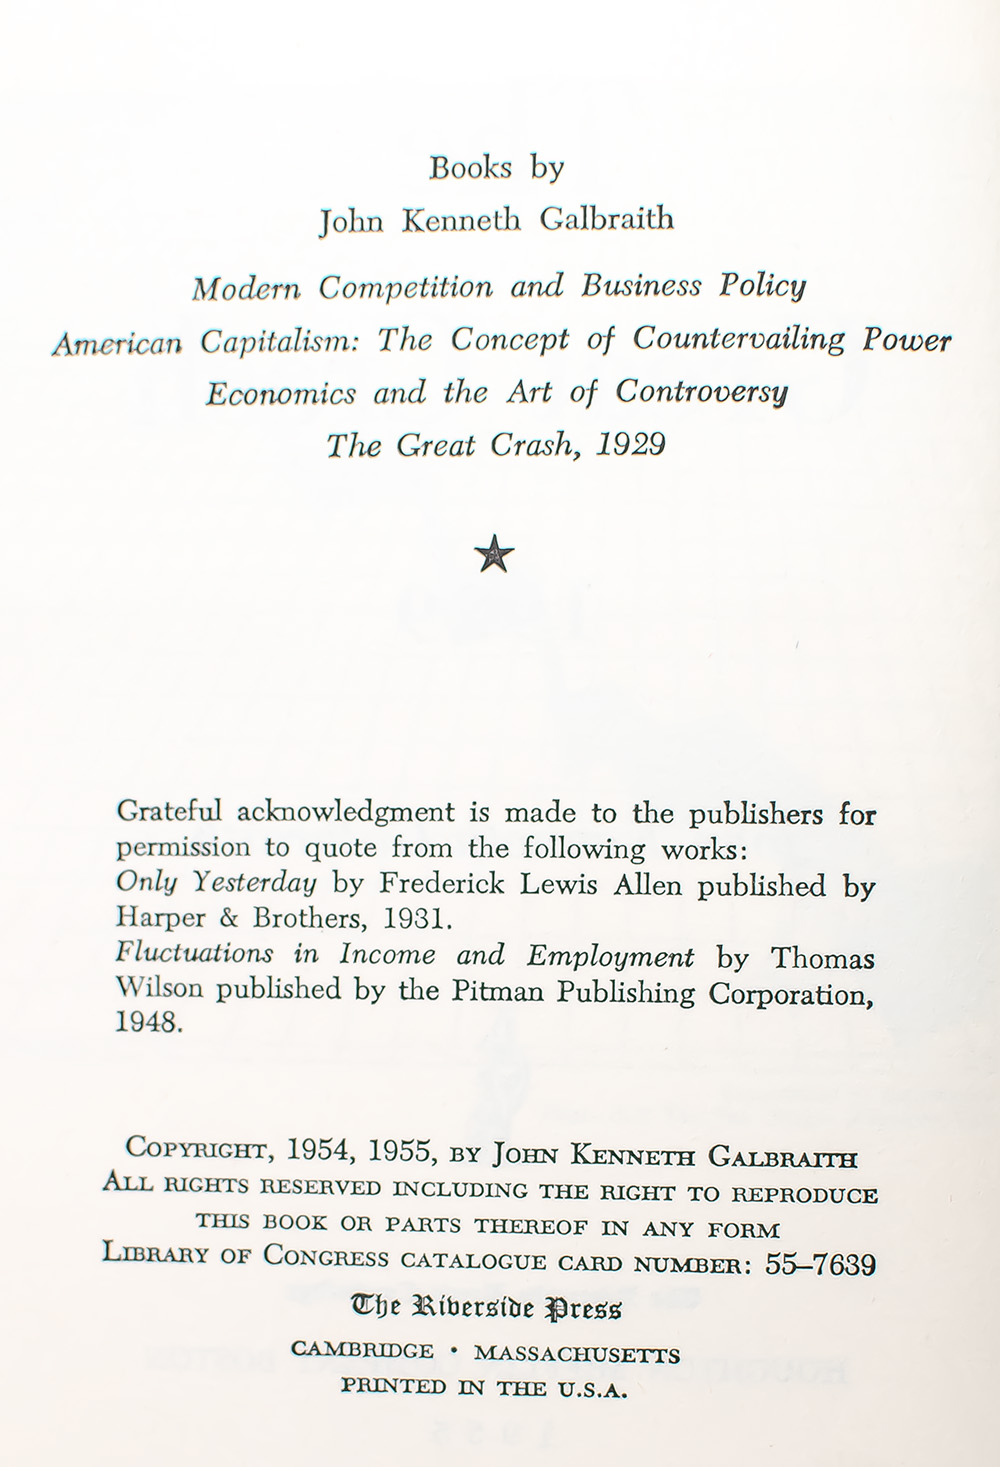 Books by
John Kenneth Galbraith
Modern Competition and Business Policy
American Capitalism: The Concept of Countervailing Power
Economics and the Art of Controversy
The Great Crash, 1929
Grateful acknowledgment is made to the publishers for
permission to quote from the following works:
Only Yesterday by Frederick Lewis Allen published by
Harper & Brothers, 1931.
Fluctuations in Income and Employment by Thomas
Wilson published by the Pitman Publishing Corporation,
1948.
Copyright, 1954, 1955, by John Kenneth Galbraith
All rights reserved including the right to reproduce
this book or parts thereof in any form
Library of Congress catalogue card number: 55–7639
The Riverside Press
CAMBRIDGE • MASSACHUSETTS
PRINTED IN THE U.S.A.